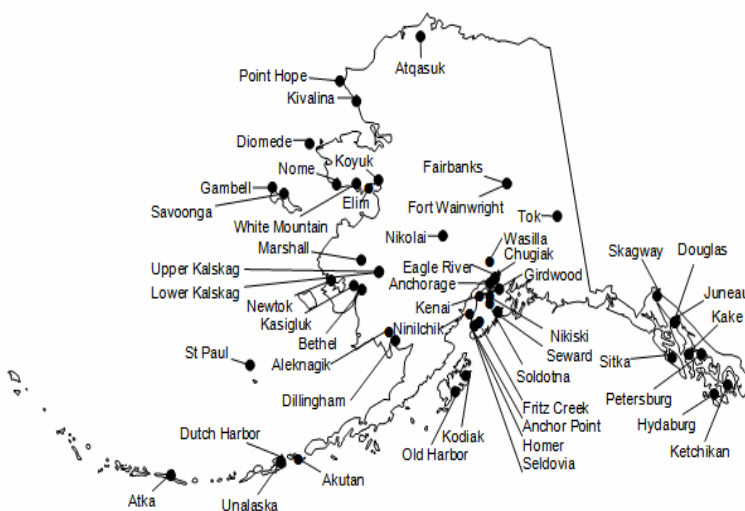 Atqasuk
Point Hope
Kivalina
Diomede
Koyuk
Nome
Fairbanks
Gambell
Elim
Savoonga
Fort Wainwright
White Mountain
Tok
Nikolai
Wasilla
Marshall
Chugiak
Skagway
Douglas
Eagle River
Upper Kalskag
Girdwood
Anchorage
Juneau
Lower Kalskag
Newtok
Kenai
Kake
Kasigluk
Nikiski
Bethel
Ninilchik
Seward
St Paul
Sitka
Aleknagik
Soldotna
Dillingham
Petersburg
Fritz Creek
Hydaburg
Kodiak
Anchor Point
Old Harbor
Homer
Ketchikan
Dutch Harbor
Seldovia
Akutan
Atka
Unalaska